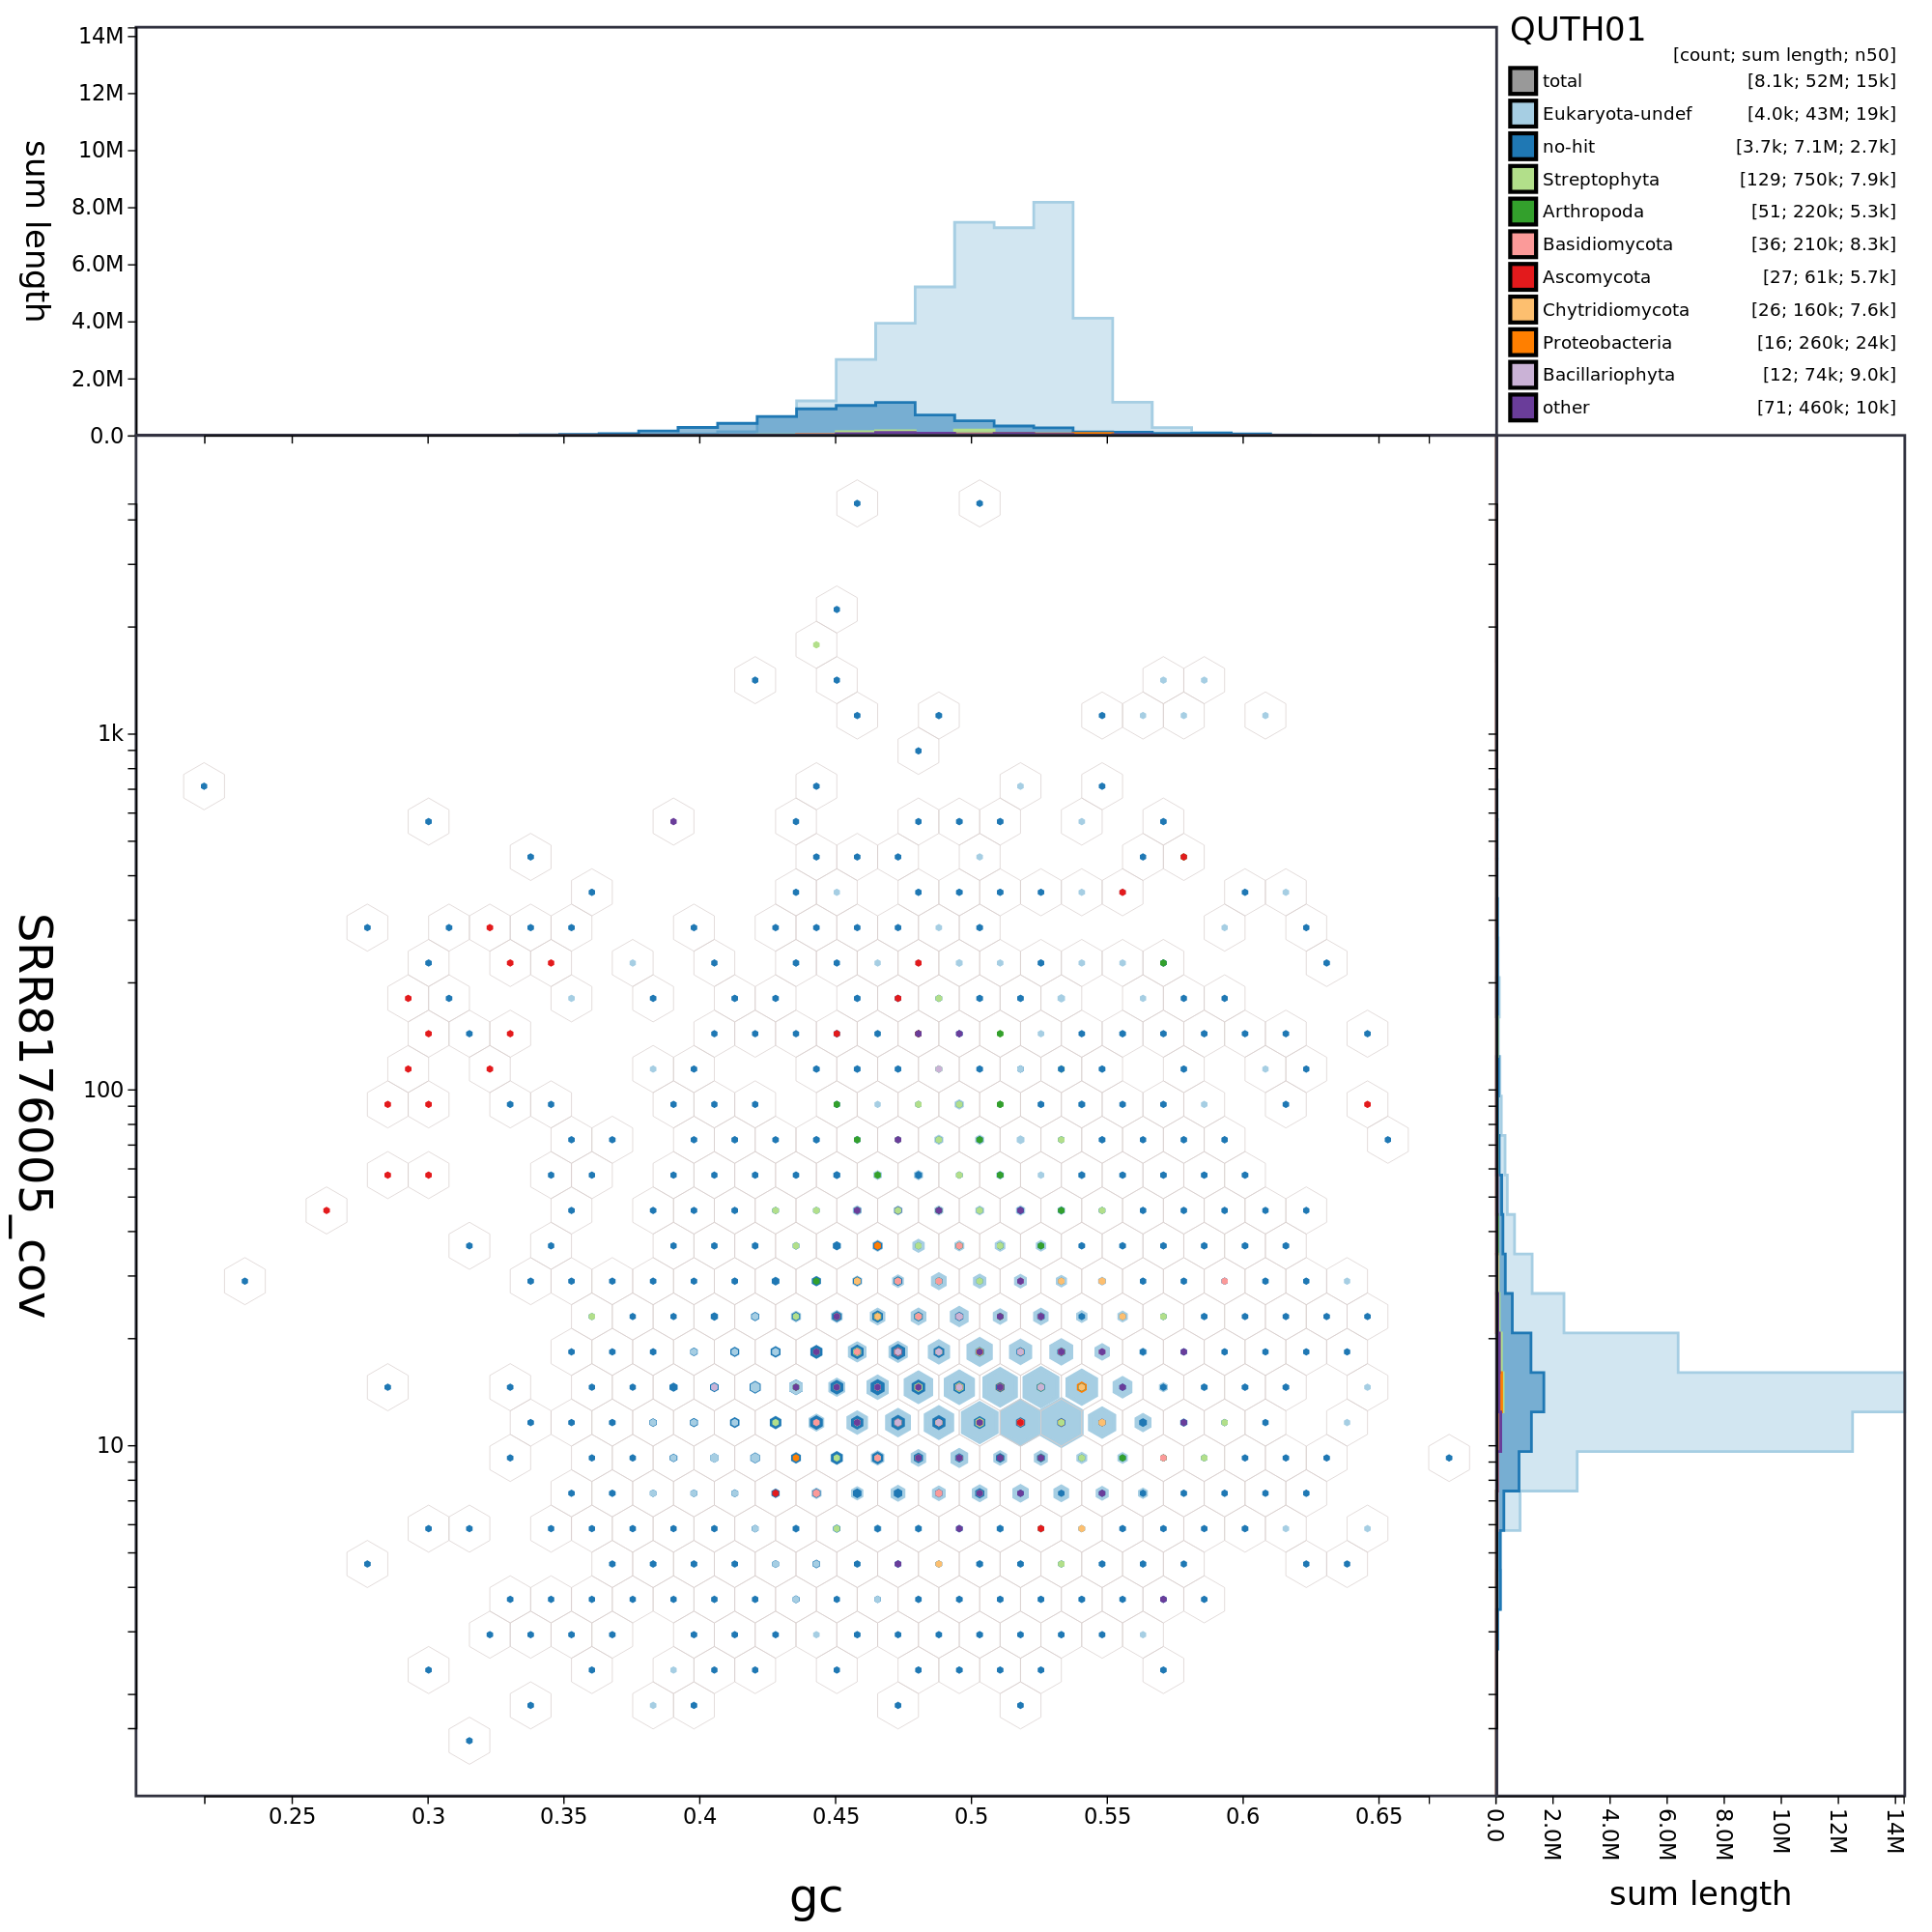 QUTH01
[count; sum length; n50]
total [8.1k; 52M; 15k]
Eukaryota-undef [4.0k; 43M; 19k]
no-hit [3.7k; 7.1M; 2.7k]
Streptophyta [129; 750k; 7.9k]
Arthropoda [51; 220k; 5.3k]
Basidiomycota [36; 210k; 8.3k]
Ascomycota [27; 61k; 5.7k]
Chytridiomycota [26; 160k; 7.6k]
Proteobacteria [16; 260k; 24k]
Bacillariophyta [12; 74k; 9.0k]
other [71; 460k; 10k]
sum length
14M
12M
10M
8.0M
6.0M
4.0M
2.0M
0.0
SRR8176005_cov
1k
100
10
0.25 0.3 0.35 0.4 0.45 0.5 0.55 0.6 0.65
gc
0.0 2.0M 4.0M 6.0M 8.0M 10M 12M 14M
sum length